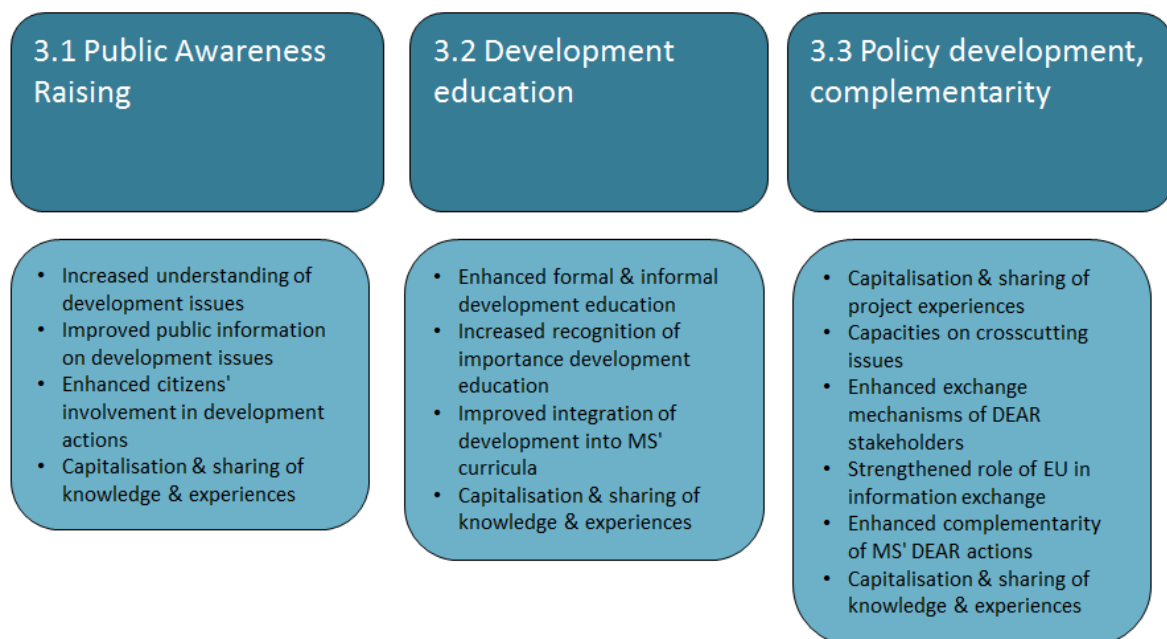 3.1 Public Awareness
Raising
• Increased understanding of
development issues
• Improved public information
on development issues
• Enhanced citizens'
involvement in development
actions
• Capitalisation & sharing of
knowledge & experiences
3.2 Development
education
• Enhanced formal & informal
development education
• Increased recognition of
importance development
education
• Improved integration of
development into MS'
curricula
• Capitalisation & sharing of
knowledge & experiences
3.3 Policy development,
complementarity
• Capitalisation & sharing of
project experiences
• Capacities on crosscutting
issues
• Enhanced exchange
mechanisms of DEAR
stakeholders
• Strengthened role of EU in
information exchange
• Enhanced complementarity
of MS' DEAR actions
• Capitalisation & sharing of
knowledge & experiences